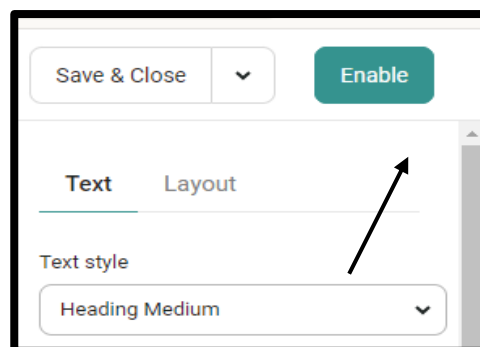 Save & Close
Enable
Text Layout
Text style
Heading Medium